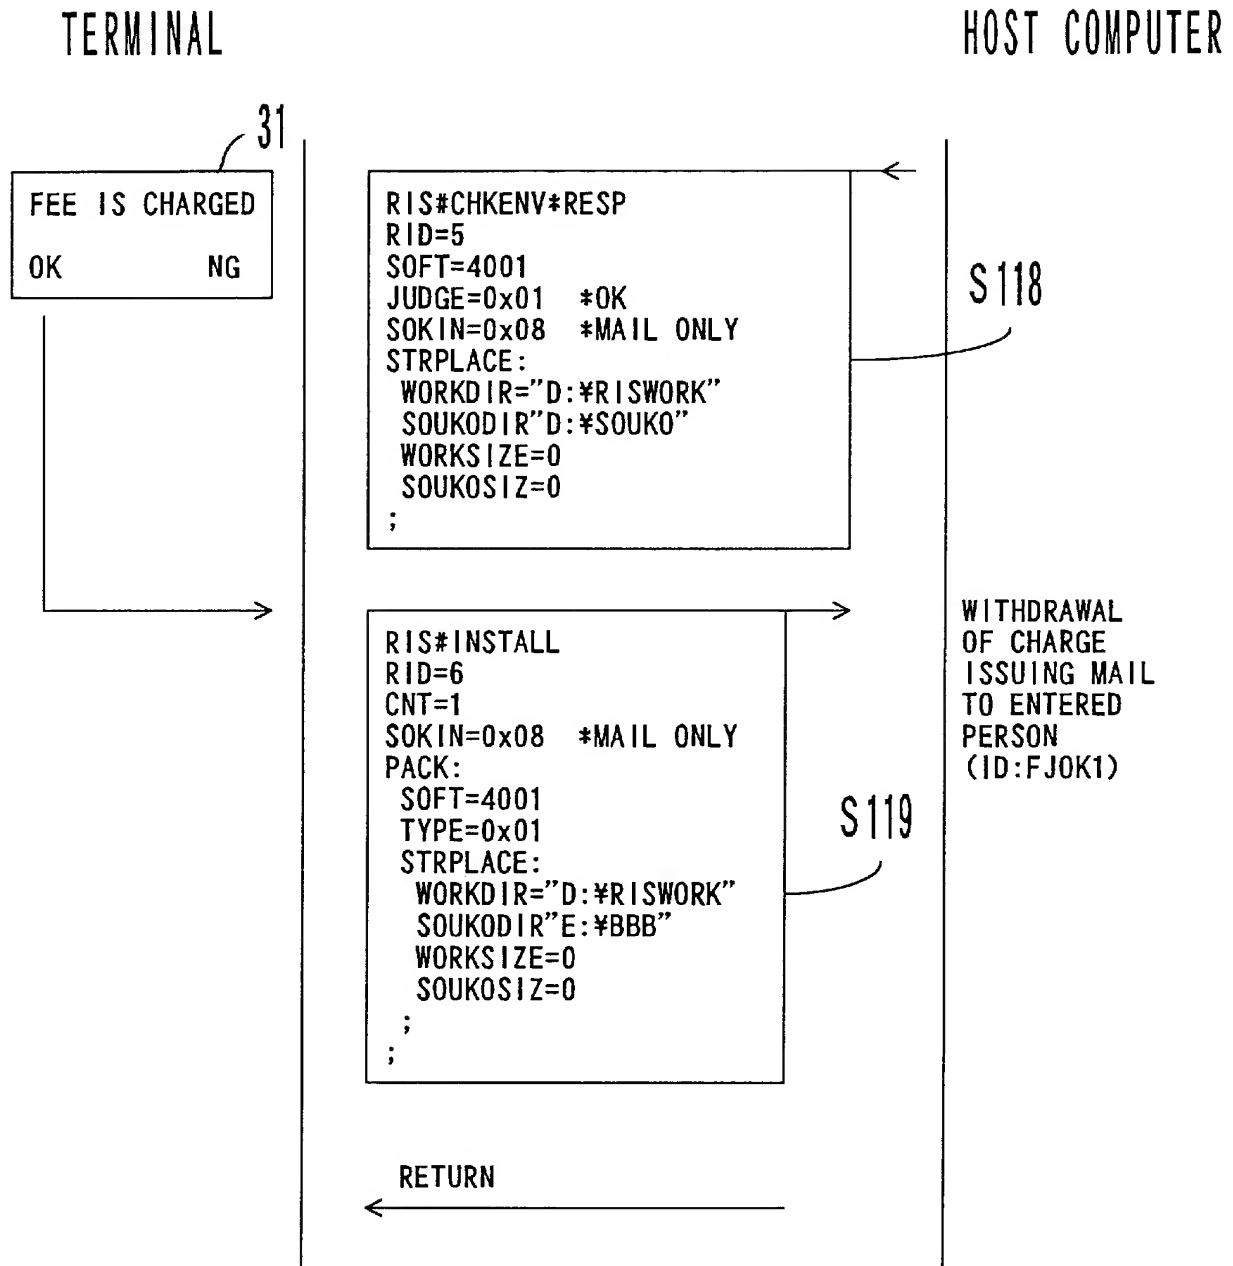 TERMINAL
HOST COMPUTER
31
FEE IS CHARGED
OK NG
RIS#CHKENV*RESP
RID=5
SOFT=4001
JUDGE=0x01 *OK
SOKIN=0x08 *MAIL ONLY
STRPLACE:
WORKDIR="D:¥RISWORK"
SOUKODIR"D:¥SOUKO"
WORKSIZE=0
SOUKOSIZ=0
;
S118
RIS#INSTALL
RID=6
CNT=1
SOKIN=0x08 *MAIL ONLY
PACK:
SOFT=4001
TYPE=0x01
STRPLACE:
WORKDIR="D:¥RISWORK"
SOUKODIR"E:¥BBB"
WORKSIZE=0
SOUKOSIZ=0
;
;
S119
WITHDRAWAL
OF CHARGE
ISSUING MAIL
TO ENTERED
PERSON
(ID:FJOK1)
RETURN